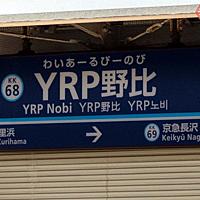 わいあーるぴーのび
KK
68
YRP野比
YRP Nobi YRP野比 YRP노비
里浜
Kurihama
KK
69
京急長沢
Keikyū Nag